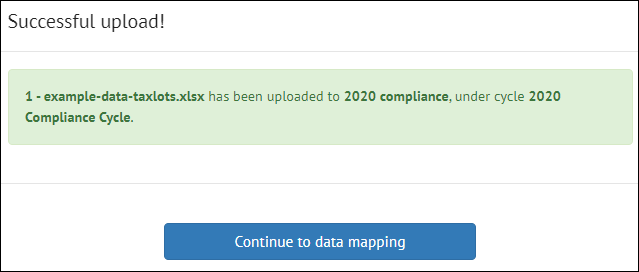 Successful upload!
1 - example-data-taxlots.xlsx has been uploaded to 2020 compliance, under cycle 2020
Compliance Cycle.
Continue to data mapping